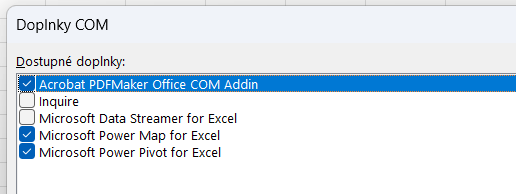 Doplnky COM
Dostupné doplnky:
Acrobat PDFMaker Office COM Addin
Inquire
Microsoft Data Streamer for Excel
Microsoft Power Map for Excel
Microsoft Power Pivot for Excel